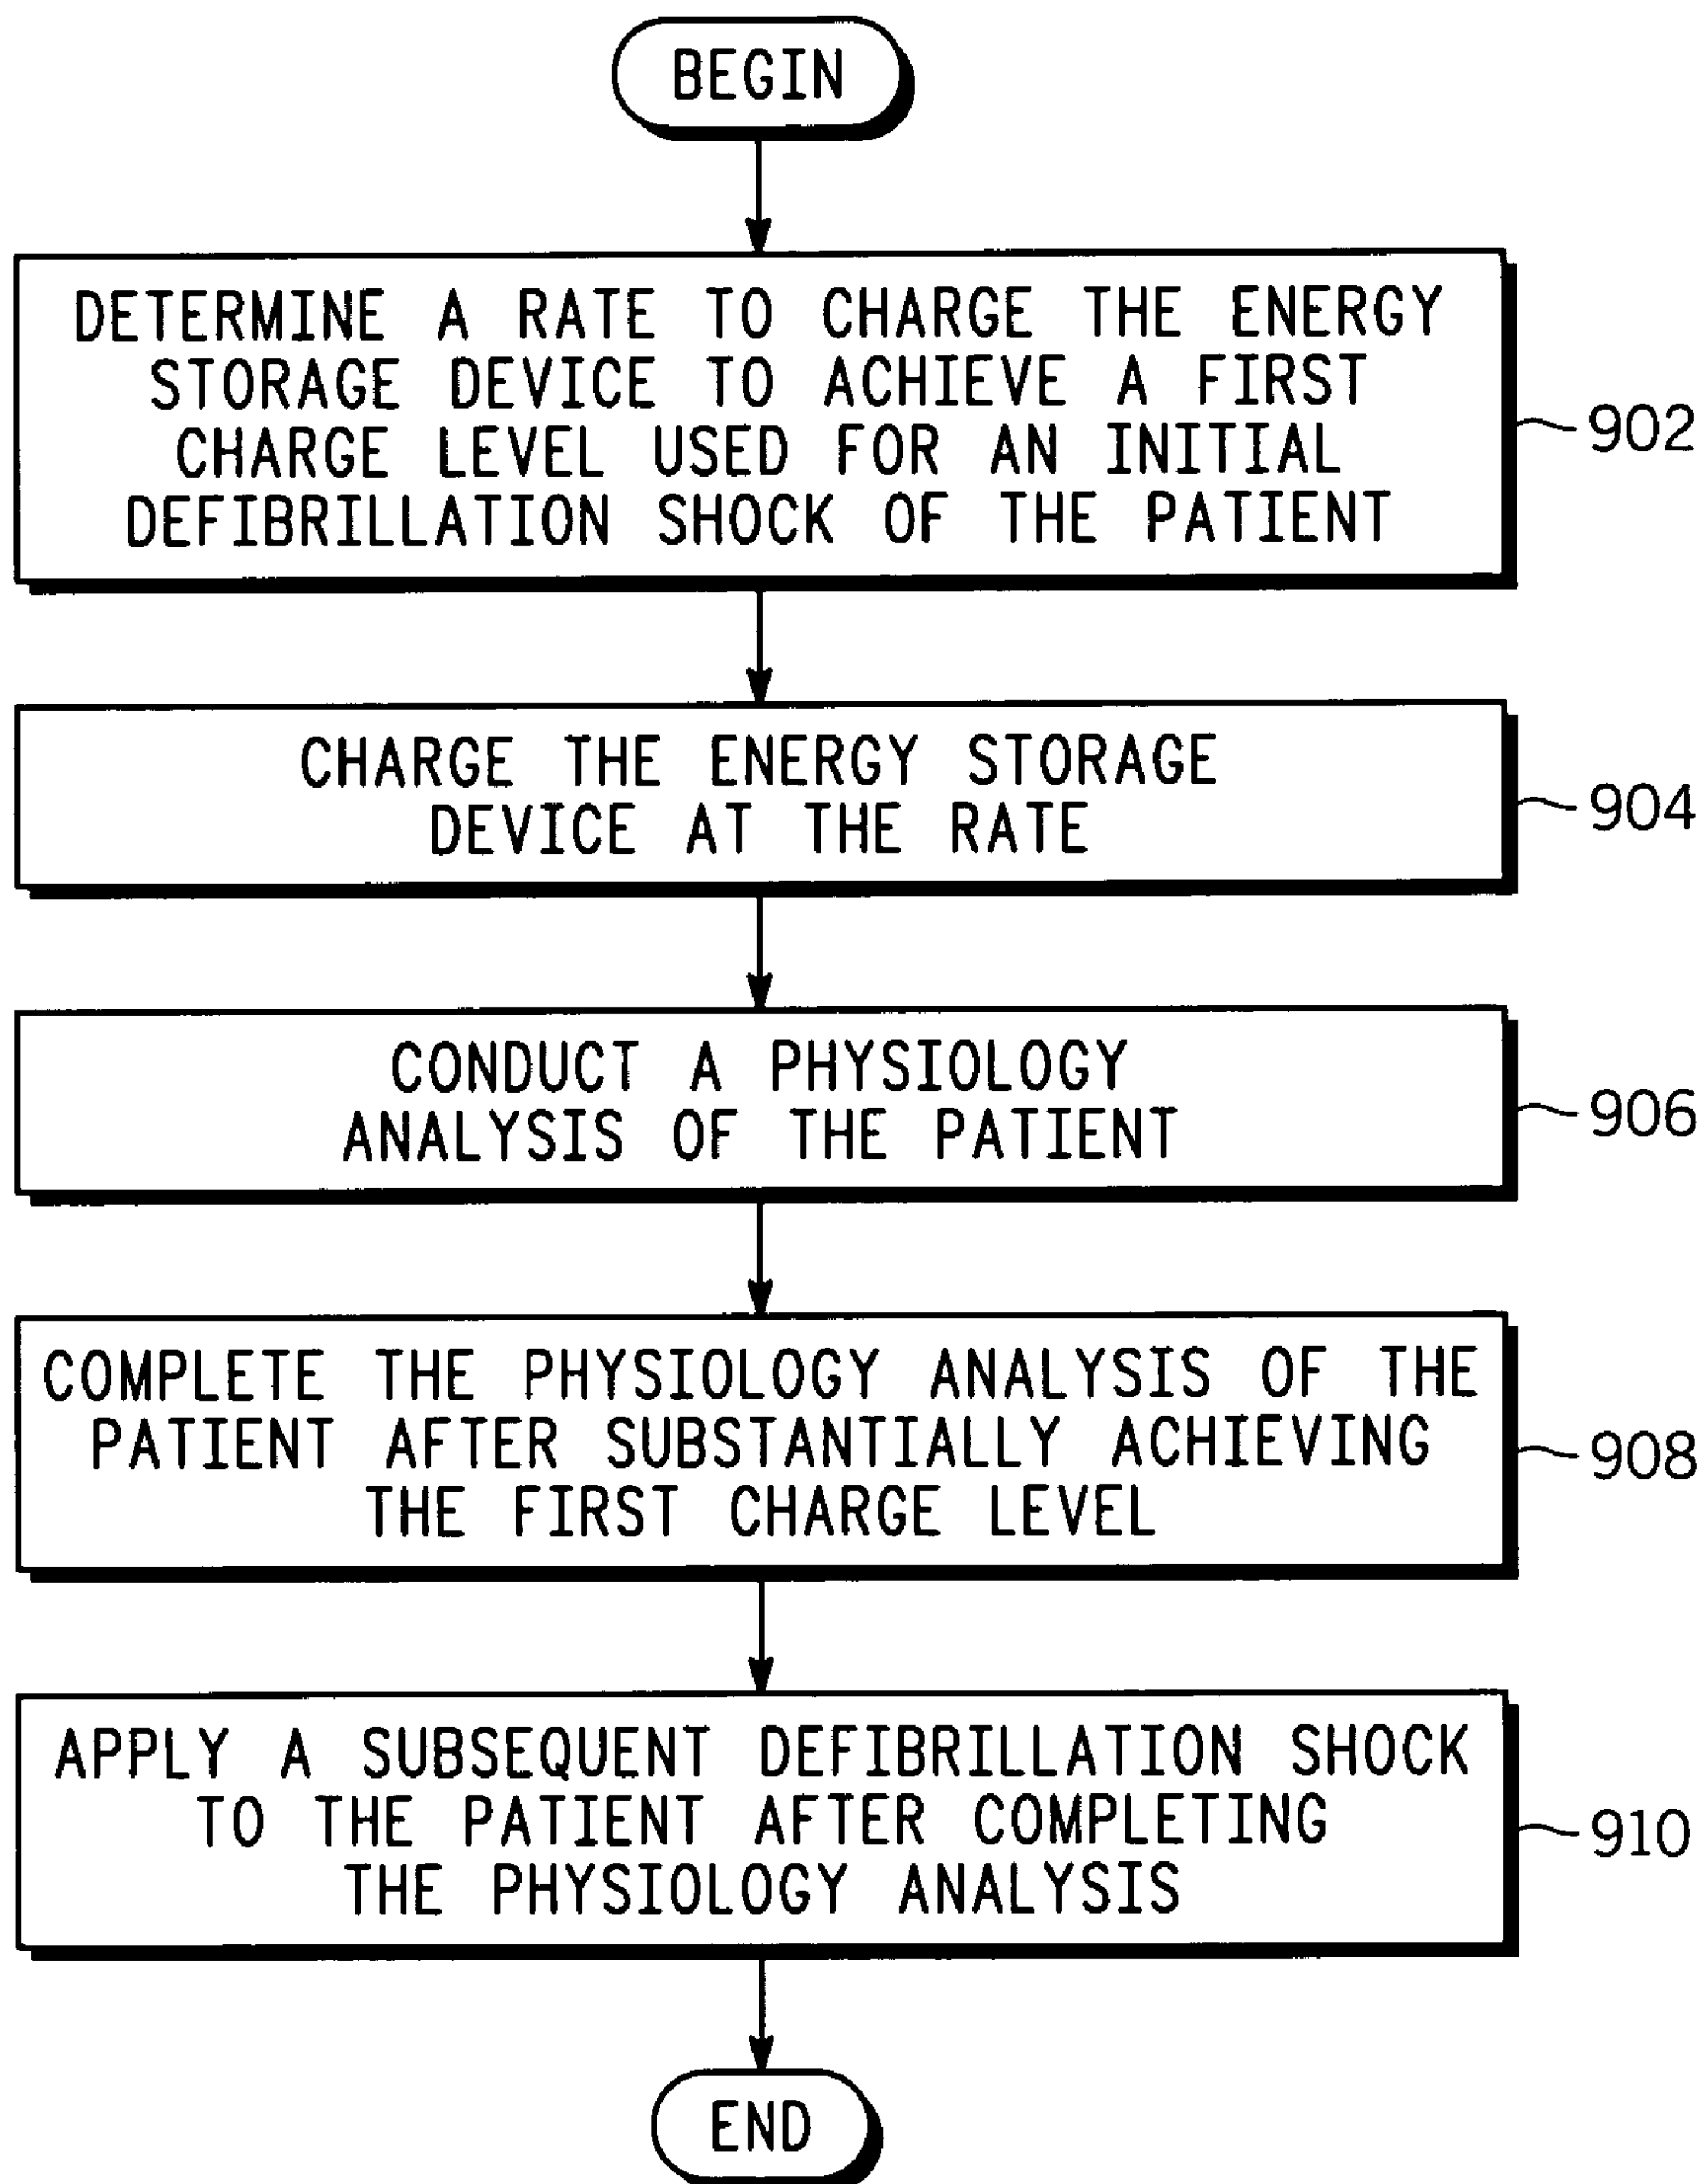 BEGIN
DETERMINE A RATE TO CHARGE THE ENERGY
STORAGE DEVICE TO ACHIEVE A FIRST
CHARGE LEVEL USED FOR AN INITIAL
DEFIBRILLATION SHOCK OF THE PATIENT
902
CHARGE THE ENERGY STORAGE
DEVICE AT THE RATE
904
CONDUCT A PHYSIOLOGY
ANALYSIS OF THE PATIENT
906
COMPLETE THE PHYSIOLOGY ANALYSIS OF THE
PATIENT AFTER SUBSTANTIALLY ACHIEVING
THE FIRST CHARGE LEVEL
908
APPLY A SUBSEQUENT DEFIBRILLATION SHOCK
TO THE PATIENT AFTER COMPLETING
THE PHYSIOLOGY ANALYSIS
910
END